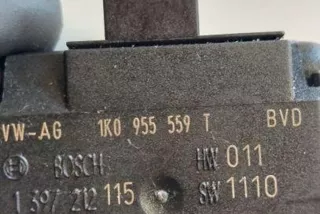 VW-AG 1K0 955 559 T BVD
BOSCH HW 011
1 397 212 115 SW 1110